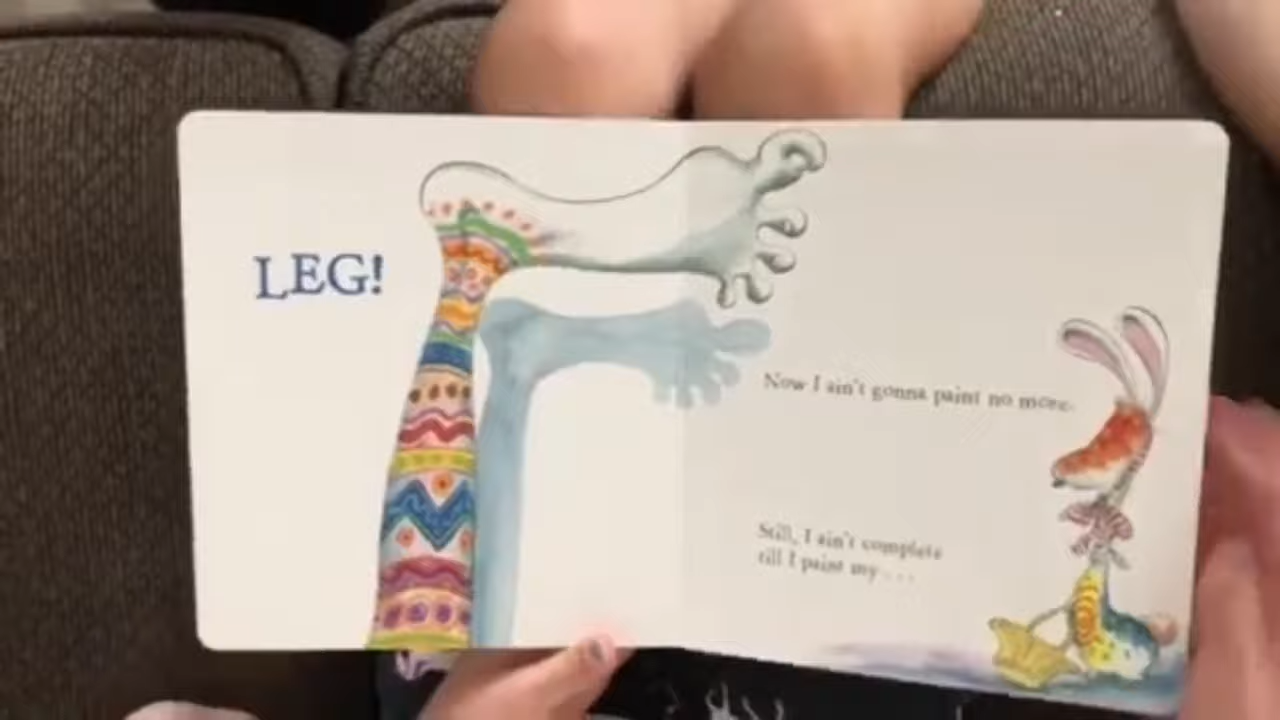 LEG!
Now I ain't gonna paint no more.
Still, I ain't complete
till I paint my . . .